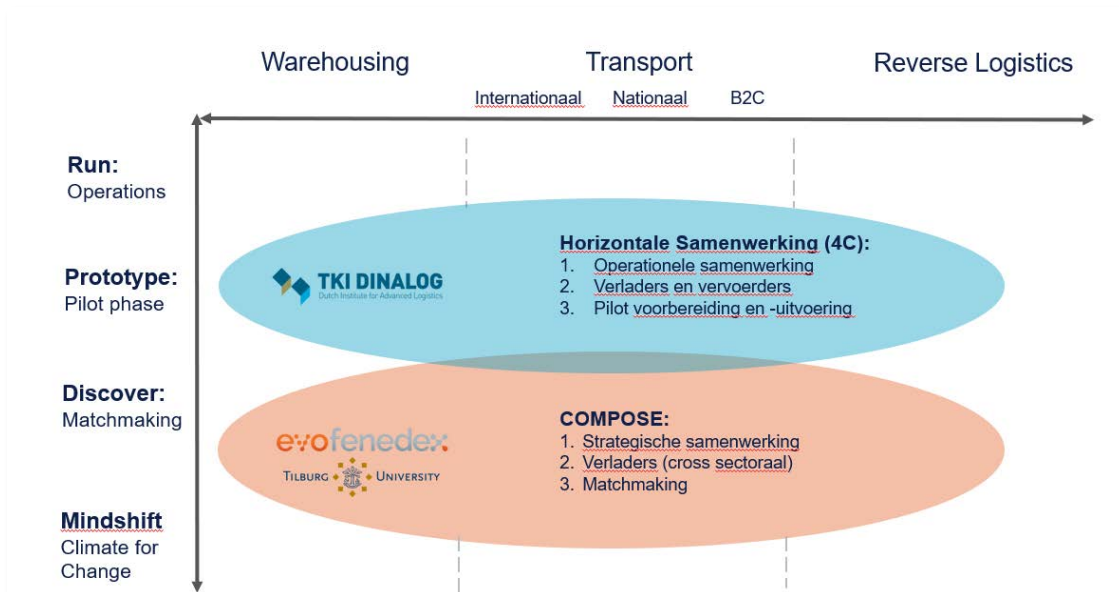 Warehousing
Transport
Reverse Logistics
Internationaal
Nationaal
B2C
Run:
Operations
Prototype:
Pilot phase
TKI DINALOG
Dutch Institute for Advanced Logistics
Horizontale Samenwerking (4C):
1. Operationele samenwerking
2. Verladers en vervoerders
3. Pilot voorbereiding en -uitvoering
Discover:
Matchmaking
evofenedex
TILBURG UNIVERSITY
COMPOSE:
1. Strategische samenwerking
2. Verladers (cross sectoraal)
3. Matchmaking
Mindshift
Climate for
Change